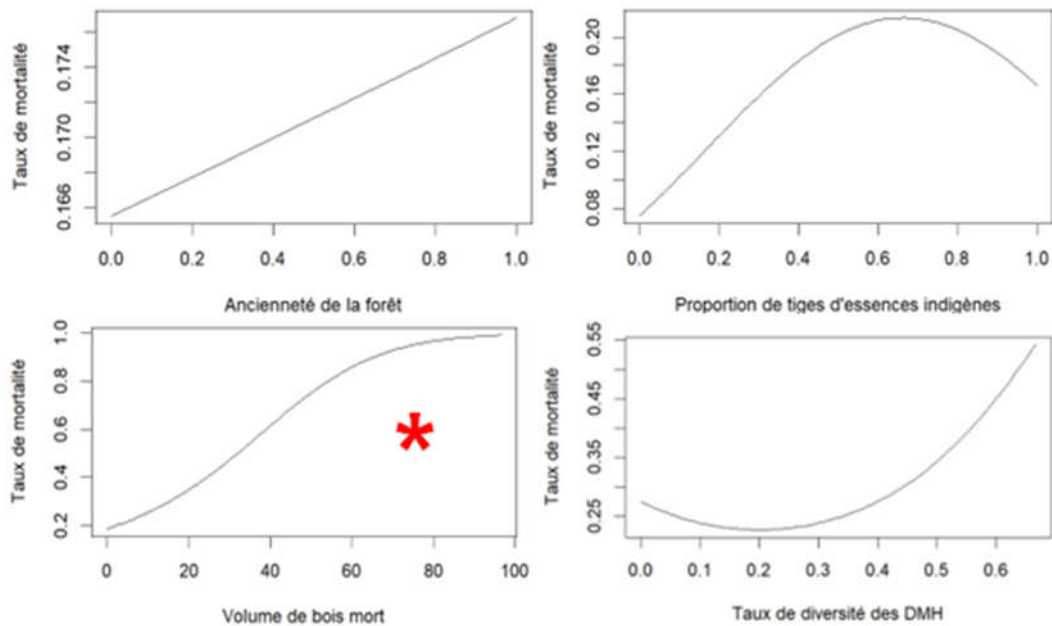 Taux de mortalité
0.166 0.170 0.174
0.0 0.2 0.4 0.6 0.8 1.0
Ancienneté de la forêt
Taux de mortalité
0.08 0.12 0.16 0.20
0.0 0.2 0.4 0.6 0.8 1.0
Proportion de tiges d'essences indigènes
Taux de mortalité
0.2 0.4 0.6 0.8 1.0
*
0 20 40 60 80 100
Volume de bois mort
Taux de mortalité
0.25 0.35 0.45 0.55
0.0 0.1 0.2 0.3 0.4 0.5 0.6
Taux de diversité des DMH